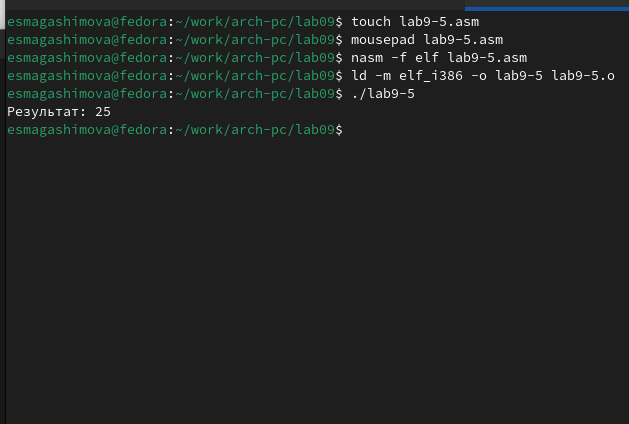 esmagashimova@fedora:~/work/arch-pc/lab09$ touch lab9-5.asm
esmagashimova@fedora:~/work/arch-pc/lab09$ mousepad lab9-5.asm
esmagashimova@fedora:~/work/arch-pc/lab09$ nasm -f elf lab9-5.asm
esmagashimova@fedora:~/work/arch-pc/lab09$ ld -m elf_i386 -o lab9-5 lab9-5.o
esmagashimova@fedora:~/work/arch-pc/lab09$ ./lab9-5
Результат: 25
esmagashimova@fedora:~/work/arch-pc/lab09$